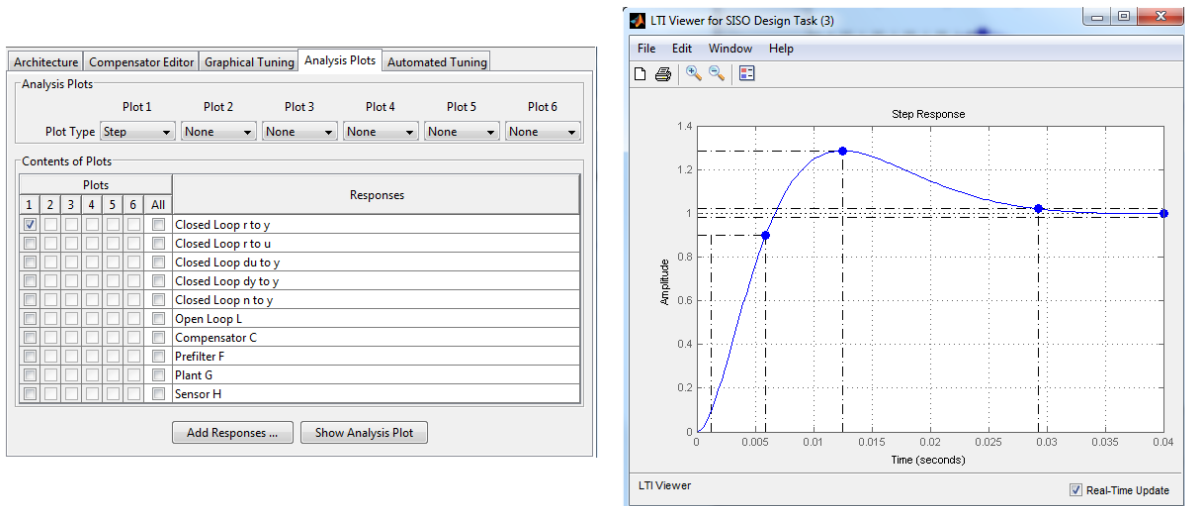 Architecture Compensator Editor Graphical Tuning Analysis Plots Automated Tuning
Analysis Plots
Plot 1 Plot 2 Plot 3 Plot 4 Plot 5 Plot 6
Plot Type Step None None None None None
Contents of Plots
Plots
Responses
1 2 3 4 5 6 All
Closed Loop r to y
Closed Loop r to u
Closed Loop du to y
Closed Loop dy to y
Closed Loop n to y
Open Loop L
Compensator C
Prefilter F
Plant G
Sensor H
Add Responses ... Show Analysis Plot
LTI Viewer for SISO Design Task (3)
File Edit Window Help
Step Response
Amplitude
1.4
1.2
1
0.8
0.6
0.4
0.2
0
0 0.005 0.01 0.015 0.02 0.025 0.03 0.035 0.04
Time (seconds)
LTI Viewer
Real-Time Update